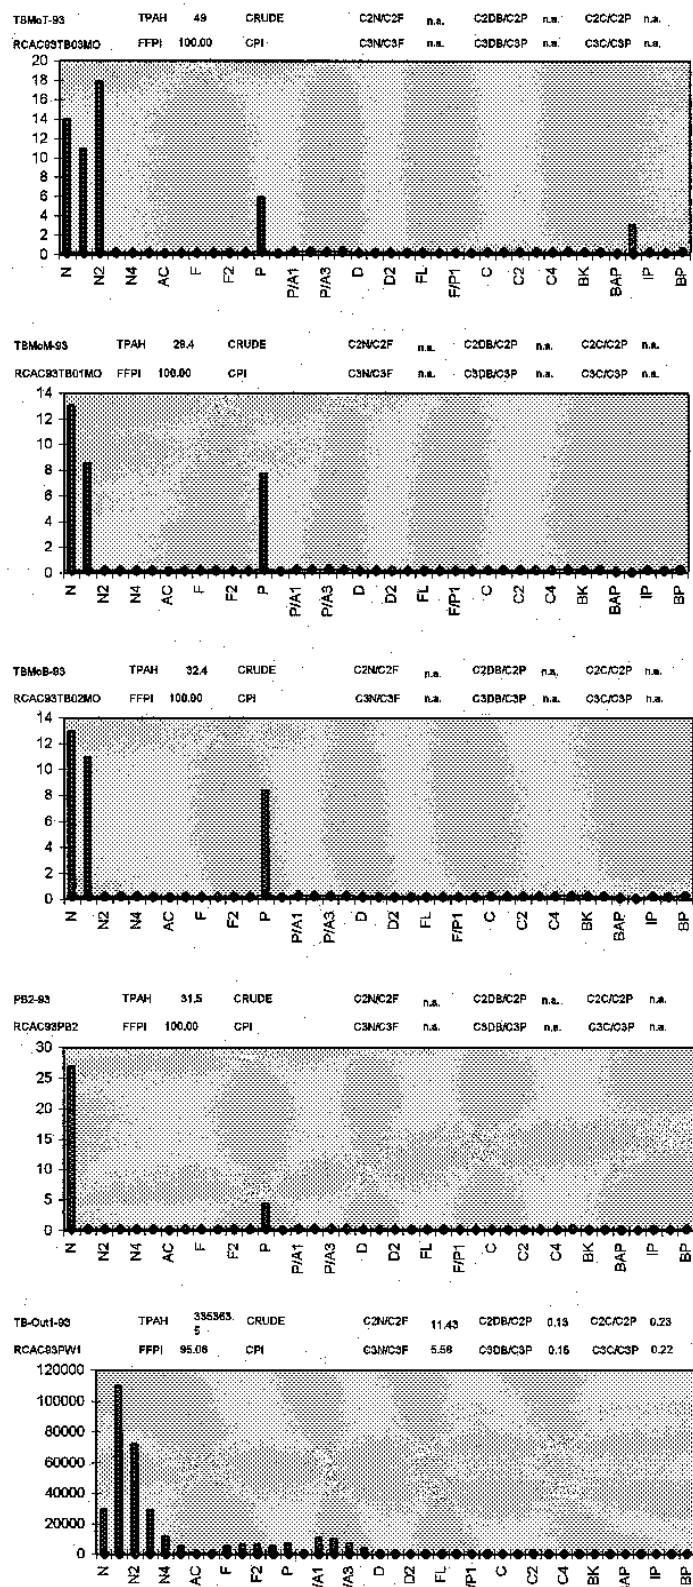 TBMoT-93 TPAH 49 CRUDE C2N/C2F n.a. C2DB/C2P n.a. C2C/C2P n.a.
RCAC93TB03MO FFPI 100.00 CPI C3N/C3F n.a. C3DB/C3P n.a. C3C/C3P n.a.
20
18
16
14
12
10
8
6
4
2
0
N N2 N4 AC F F2 P P/A1 P/A3 D D2 FL F/P1 C C2 C4 BK BAP IP BP
TBMoM-93 TPAH 29.4 CRUDE C2N/C2F n.a. C2DB/C2P n.a. C2C/C2P n.a.
RCAC93TB01MO FFPI 100.00 CPI C3N/C3F n.a. C3DB/C3P n.a. C3C/C3P n.a.
14
12
10
8
6
4
2
0
N N2 N4 AC F F2 P P/A1 P/A3 D D2 FL F/P1 C C2 C4 BK BAP IP BP
TBMoB-93 TPAH 32.4 CRUDE C2N/C2F n.a. C2DB/C2P n.a. C2C/C2P n.a.
RCAC93TB02MO FFPI 100.00 CPI C3N/C3F n.a. C3DB/C3P n.a. C3C/C3P n.a.
14
12
10
8
6
4
2
0
N N2 N4 AC F F2 P P/A1 P/A3 D D2 FL F/P1 C C2 C4 BK BAP IP BP
PB2-93 TPAH 31.5 CRUDE C2N/C2F n.a. C2DB/C2P n.a. C2C/C2P n.a.
RCAC93PB2 FFPI 100.00 CPI C3N/C3F n.a. C3DB/C3P n.a. C3C/C3P n.a.
30
25
20
15
10
5
0
N N2 N4 AC F F2 P P/A1 P/A3 D D2 FL F/P1 C C2 C4 BK BAP IP BP
TB-Out1-93 TPAH 335363. CRUDE C2N/C2F 11.43 C2DB/C2P 0.13 C2C/C2P 0.23
5
RCAC93PW1 FFPI 95.06 CPI C3N/C3F 5.56 C3DB/C3P 0.15 C3C/C3P 0.22
120000
100000
80000
60000
40000
20000
0
N N2 N4 AC F F2 P /A1 /A3 D D2 FL /P1 C C2 C4 BK BAP IP BP